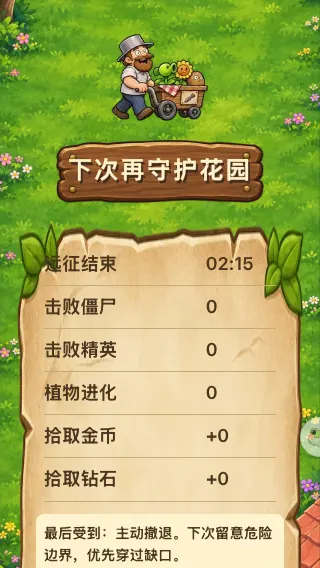 下次再守护花园
远征结束 02:15
击败僵尸 0
击败精英 0
植物进化 0
拾取金币 +0
拾取钻石 +0
最后受到：主动撤退。下次留意危险
边界，优先穿过缺口。